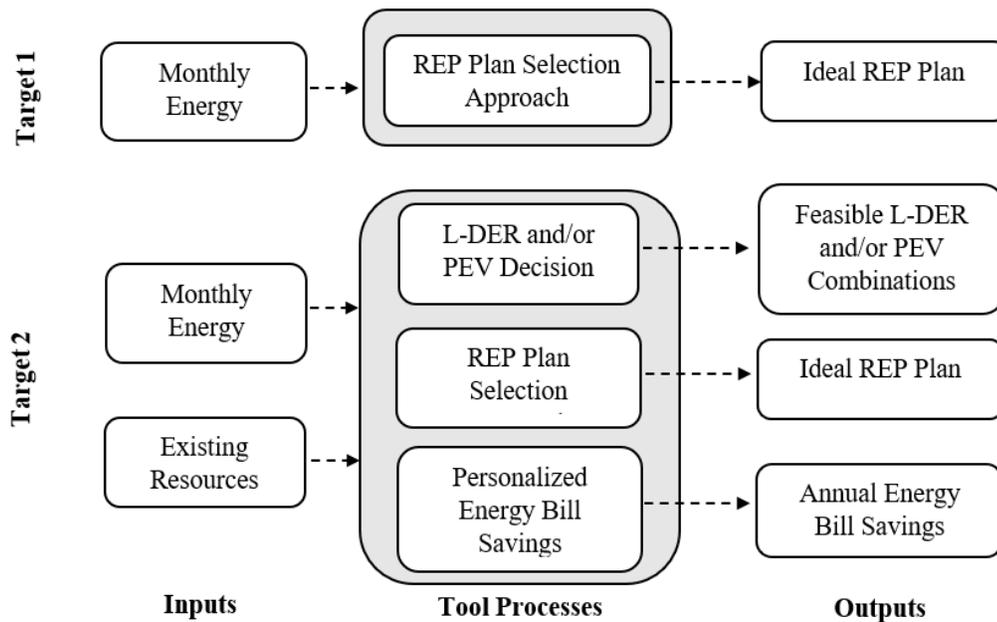 Target 1
Monthly
Energy
REP Plan Selection
Approach
Ideal REP Plan
Target 2
Monthly
Energy
Existing
Resources
L-DER and/or
PEV Decision
REP Plan
Selection
Personalized
Energy Bill
Savings
Feasible L-DER
and/or PEV
Combinations
Ideal REP Plan
Annual Energy
Bill Savings
Inputs
Tool Processes
Outputs